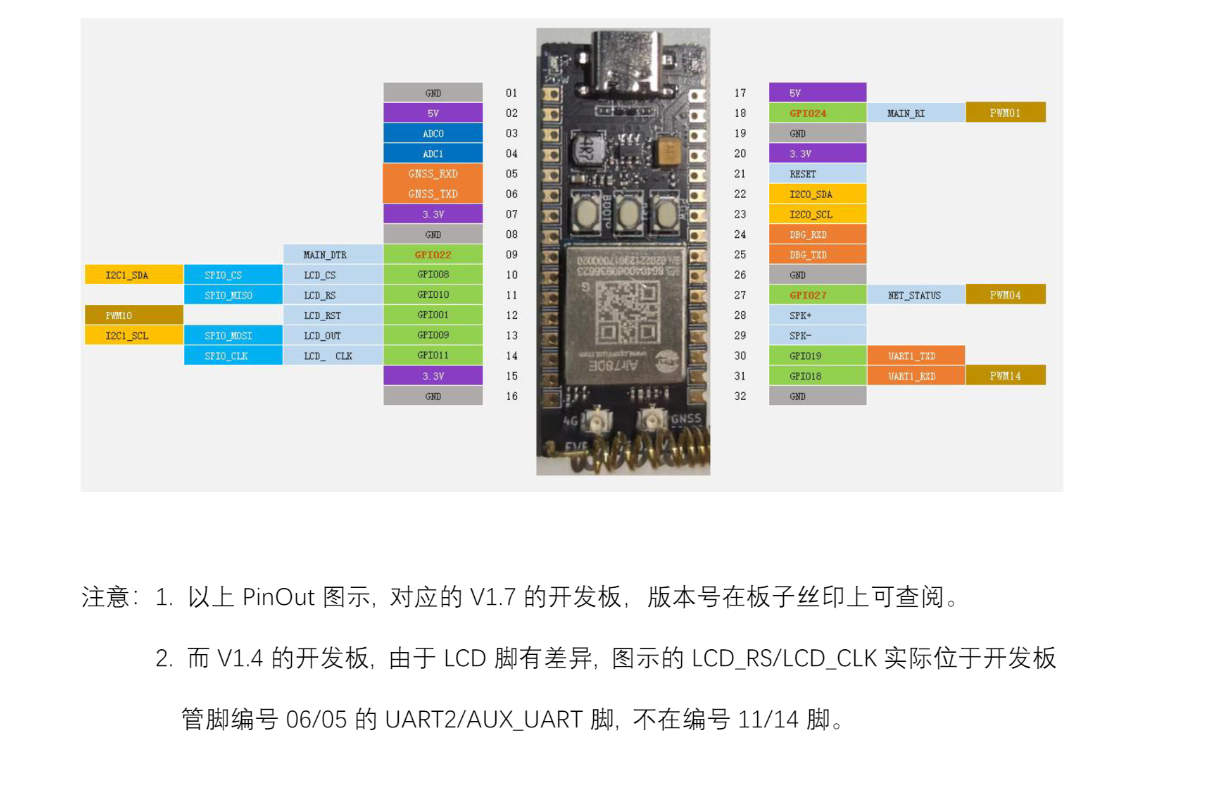 GND 01 17 5V
5V 02 18 GPIO24 MAIN_RI PWM01
ADC0 03 19 GND
ADC1 04 20 3.3V
GNSS_RXD 05 21 RESET
GNSS_TXD 06 22 I2C0_SDA
3.3V 07 23 I2C0_SCL
GND 08 24 DBG_RXD
MAIN_DTR GPIO22 09 25 DBG_TXD
I2C1_SDA SPI0_CS LCD_CS GPIO08 10 26 GND
SPI0_MISO LCD_RS GPIO10 11 27 GPIO27 NET_STATUS PWM04
PWM10 LCD_RST GPIO01 12 28 SPK+
I2C1_SCL SPI0_MOSI LCD_OUT GPIO09 13 29 SPK-
SPI0_CLK LCD_ CLK GPIO11 14 30 GPIO19 UART1_TXD
3.3V 15 31 GPIO18 UART1_RXD PWM14
GND 16 32 GND
4R7
BOOT
Air780E
4G GNSS
注意：1. 以上 PinOut 图示, 对应的 V1.7 的开发板，版本号在板子丝印上可查阅。
2. 而 V1.4 的开发板, 由于 LCD 脚有差异, 图示的 LCD_RS/LCD_CLK 实际位于开发板
管脚编号 06/05 的 UART2/AUX_UART 脚, 不在编号 11/14 脚。